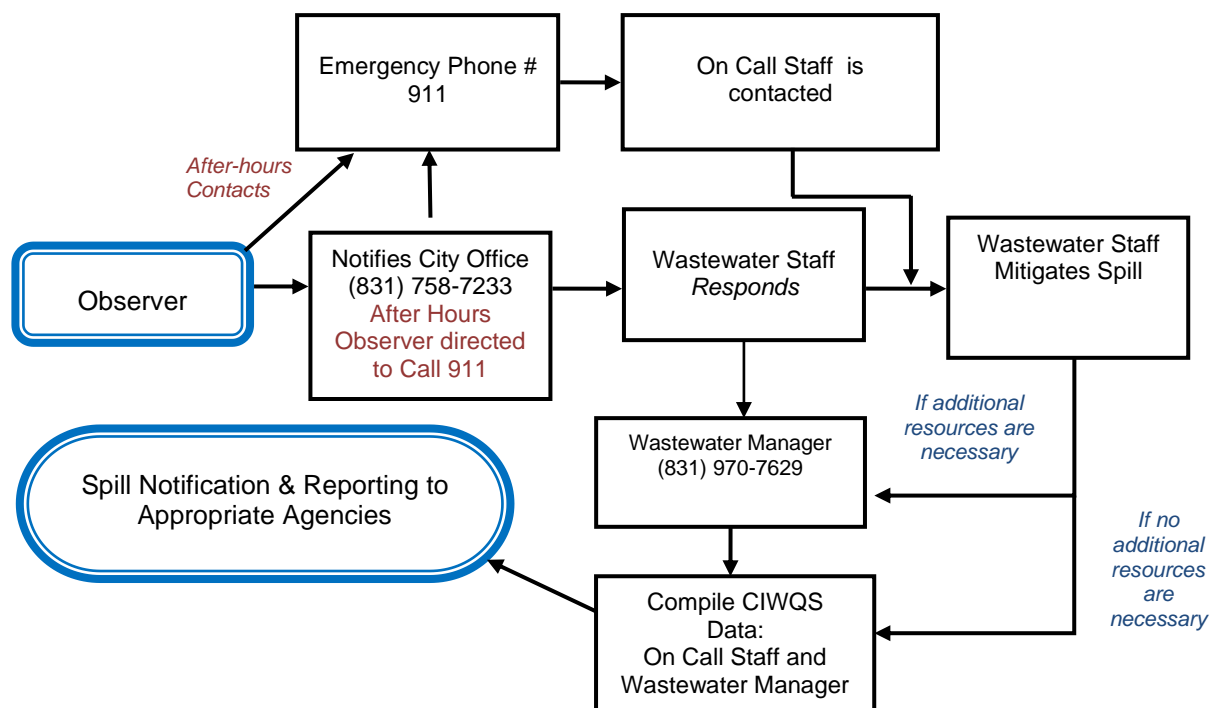 Emergency Phone #
911
On Call Staff is
contacted
After-hours
Contacts
Observer
Notifies City Office
(831) 758-7233
After Hours
Observer directed
to Call 911
Wastewater Staff
Responds
Wastewater Staff
Mitigates Spill
If additional
resources are
necessary
Wastewater Manager
(831) 970-7629
Spill Notification & Reporting to
Appropriate Agencies
If no
additional
resources
are
necessary
Compile CIWQS
Data:
On Call Staff and
Wastewater Manager